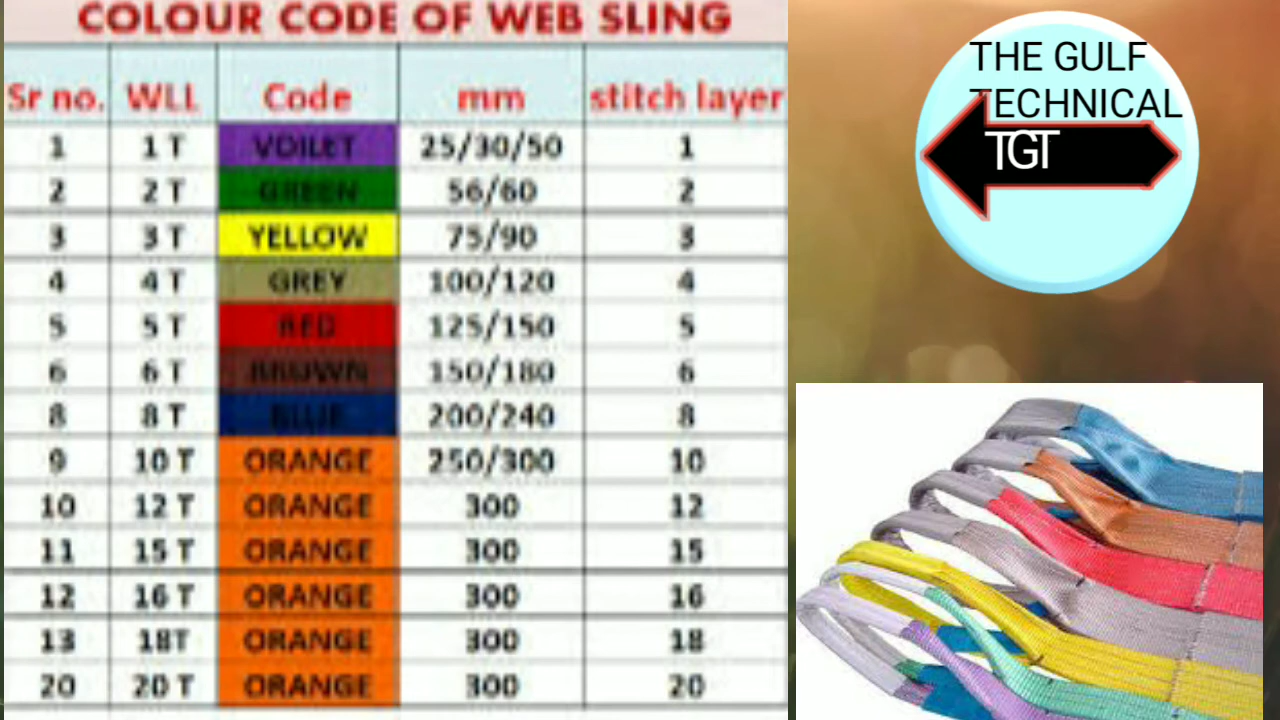 COLOUR CODE OF WEB SLING
Sr no. WLL Code mm stitch layer
1 1 T VOILET 25/30/50 1
2 2 T GREEN 56/60 2
3 3 T YELLOW 75/90 3
4 4 T GREY 100/120 4
5 5 T RED 125/150 5
6 6 T BROWN 150/180 6
8 8 T BLUE 200/240 8
9 10 T ORANGE 250/300 10
10 12 T ORANGE 300 12
11 15 T ORANGE 300 15
12 16 T ORANGE 300 16
13 18T ORANGE 300 18
20 20 T ORANGE 300 20
THE GULF
TECHNICAL
TGT